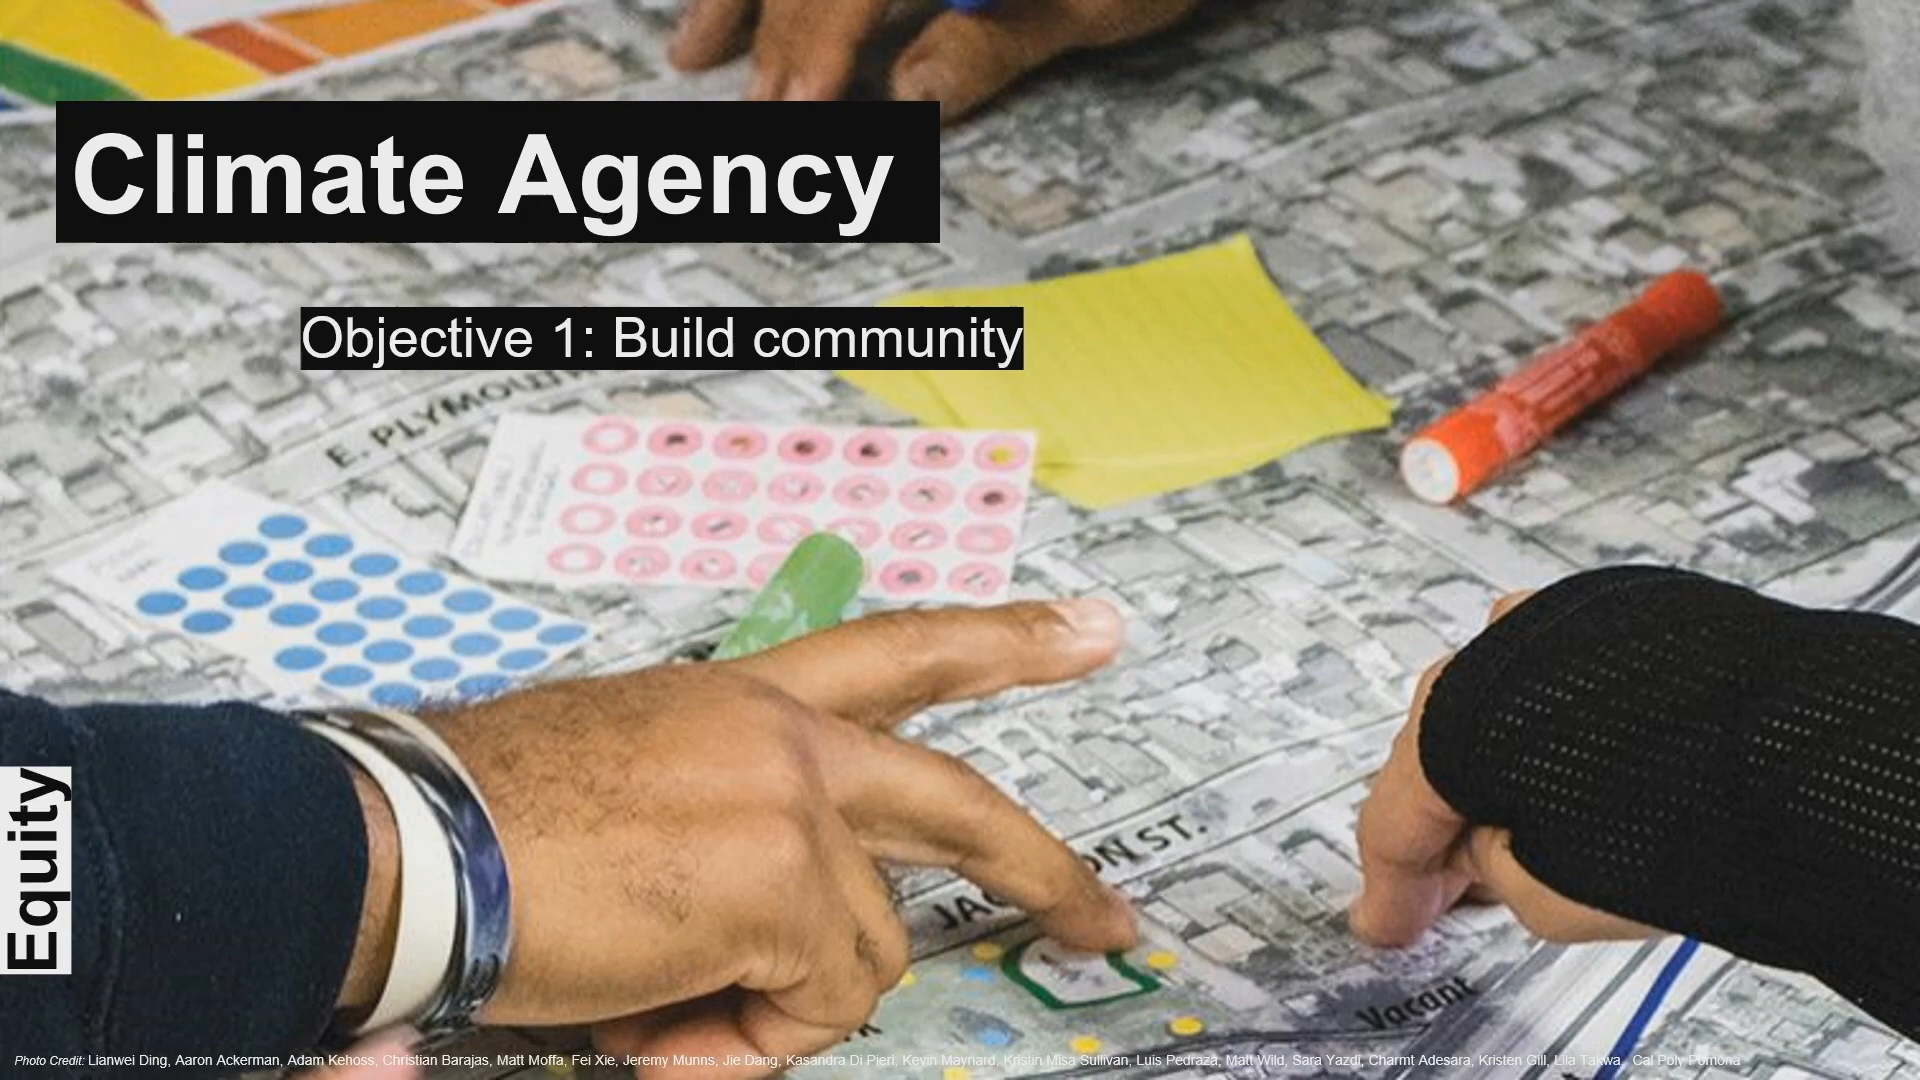 Climate Agency
Objective 1: Build community
E. PLYMOUTH
JACKSON ST.
Vacant
Equity
Photo Credit: Lianwei Ding, Aaron Ackerman, Adam Kehoss, Christian Barajas, Matt Moffa, Fei Xie, Jeremy Munns, Jie Dang, Kasandra Di Pieri, Kevin Maynard, Kristin Misa Sullivan, Luis Pedraza, Matt Wild, Sara Yazdi, Charmt Adesara, Kristen Gill, Lila Takwa, Cal Poly Pomona